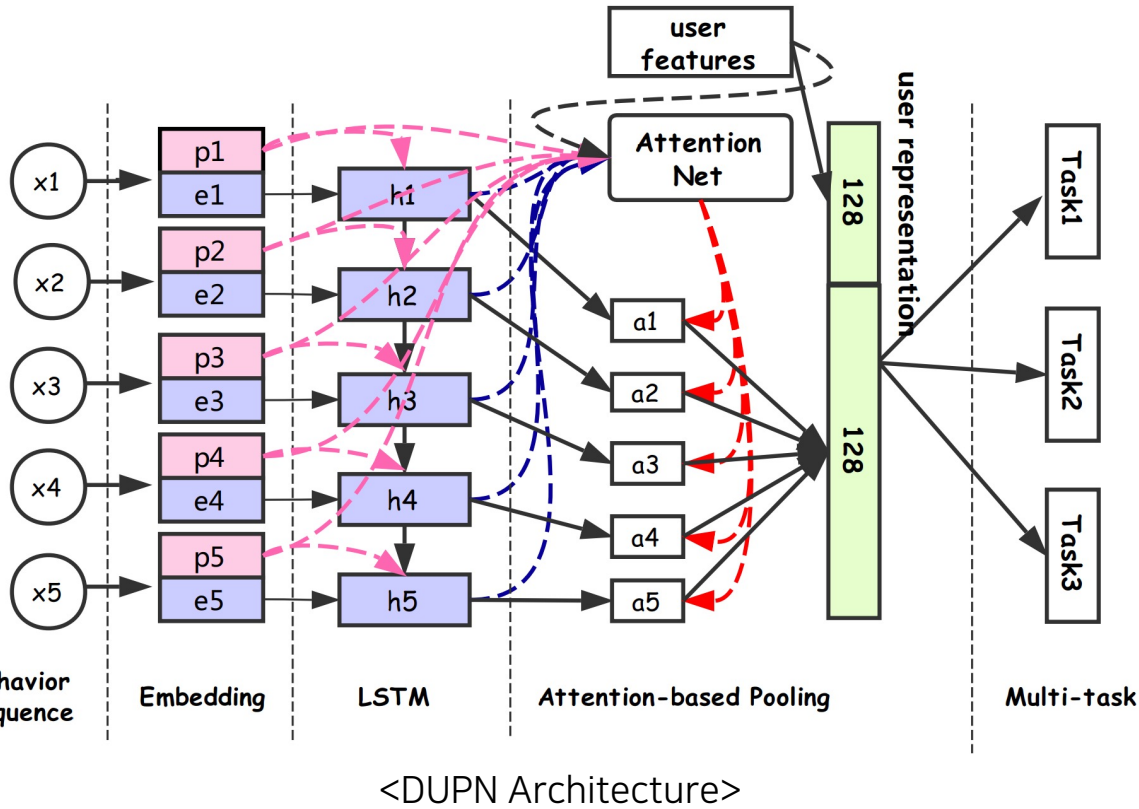 user
features
user representation
Attention
Net
x1
p1
e1
h1
x2
p2
e2
h2
x3
p3
e3
h3
x4
p4
e4
h4
x5
p5
e5
h5
a1
a2
a3
a4
a5
128
128
Task1
Task2
Task3
havior
quence
Embedding
LSTM
Attention-based Pooling
Multi-task
<DUPN Architecture>